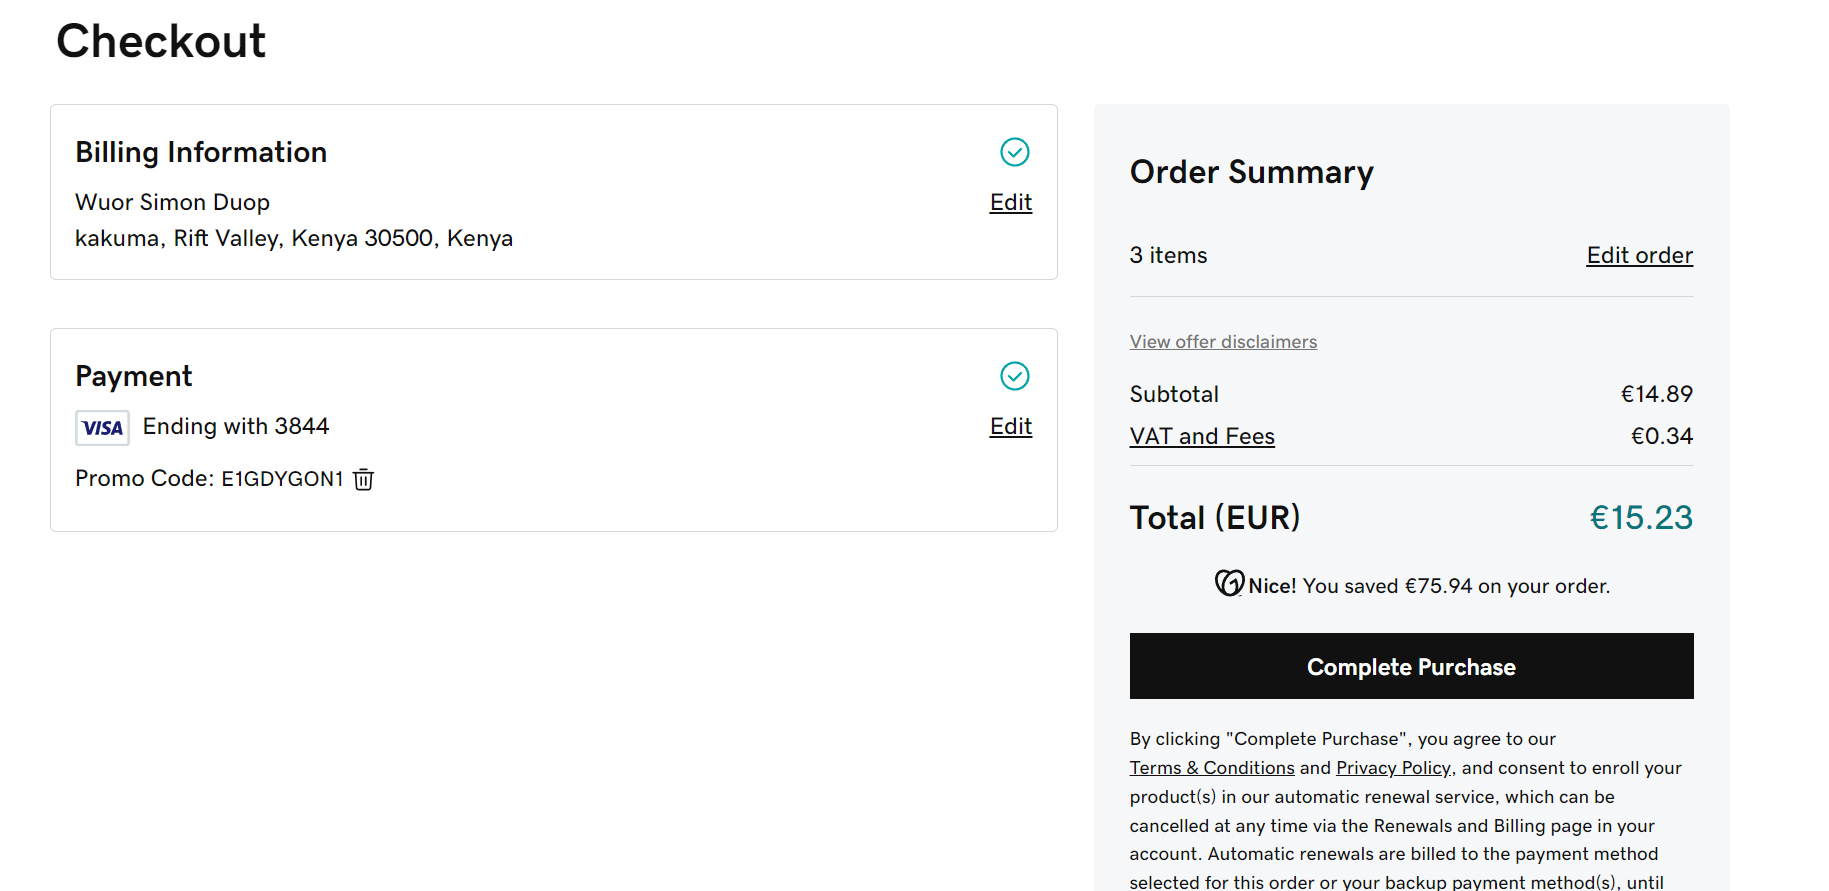 Checkout
Billing Information
Wuor Simon Duop
Edit
kakuma, Rift Valley, Kenya 30500, Kenya
Payment
VISA Ending with 3844
Edit
Promo Code: E1GDYGON1
Order Summary
3 items
Edit order
View offer disclaimers
Subtotal €14.89
VAT and Fees €0.34
Total (EUR) €15.23
Nice! You saved €75.94 on your order.
Complete Purchase
By clicking "Complete Purchase", you agree to our
Terms & Conditions and Privacy Policy, and consent to enroll your
product(s) in our automatic renewal service, which can be
cancelled at any time via the Renewals and Billing page in your
account. Automatic renewals are billed to the payment method
selected for this order or your backup payment method(s), until